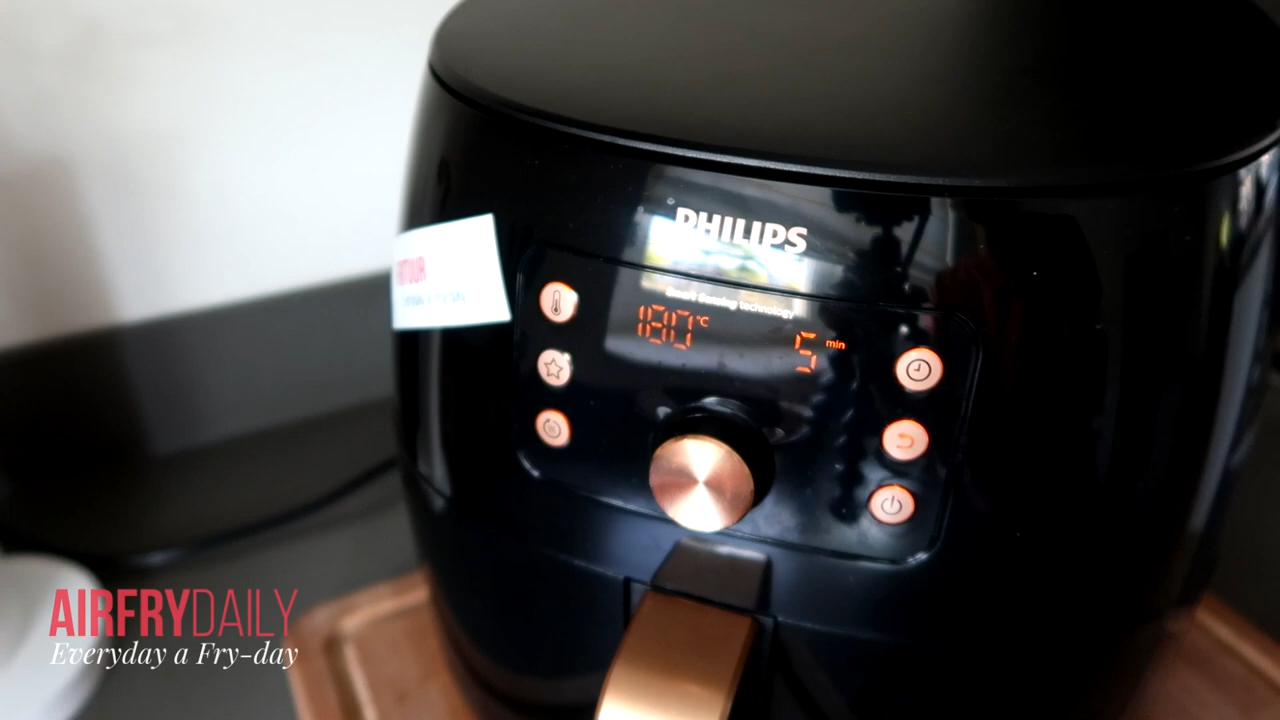 PHILIPS
Smart Sensing technology
180°C
5 min
AIRFRYDAILY
Everyday a Fry-day